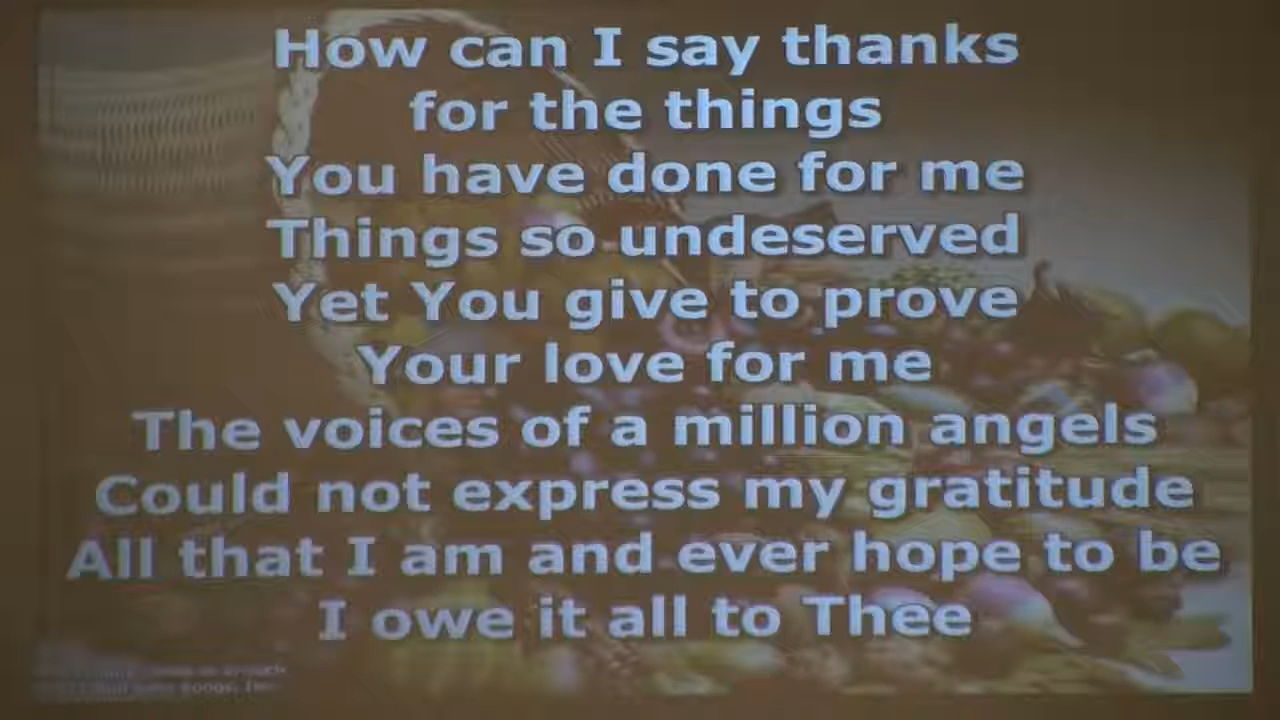 How can I say thanks
for the things
You have done for me
Things so undeserved
Yet You give to prove
Your love for me
The voices of a million angels
Could not express my gratitude
All that I am and ever hope to be
I owe it all to Thee